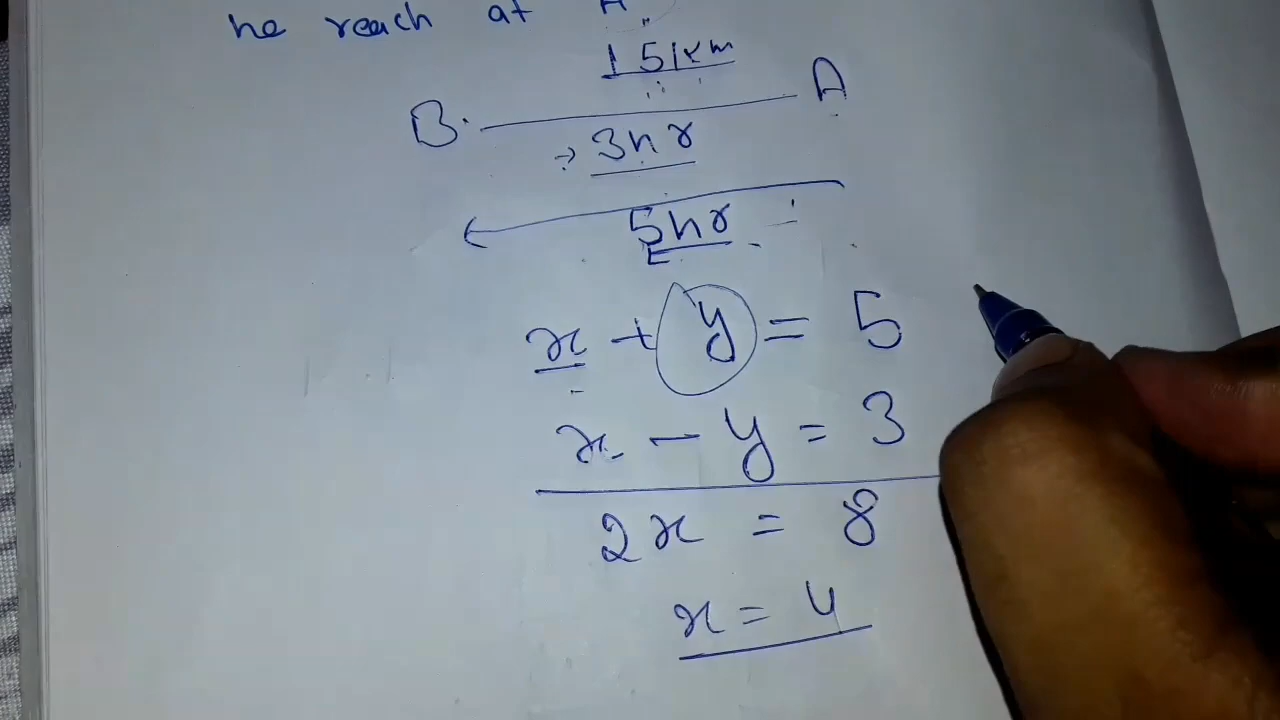 he reach at A
15km
B A
→ 3hr
5hr
x + y = 5
x - y = 3
2x = 8
x = 4